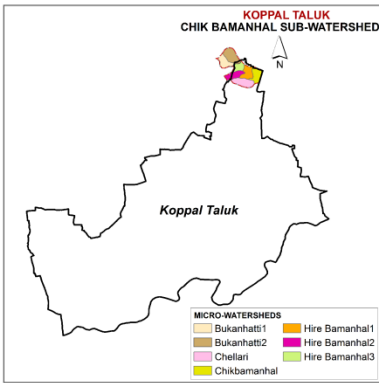 KOPPAL TALUK
CHIK BAMANHAL SUB-WATERSHED
N
Koppal Taluk
MICRO-WATERSHEDS
Bukanhatti1
Bukanhatti2
Chellari
Chikbamanhal
Hire Bamanhal1
Hire Bamanhal2
Hire Bamanhal3